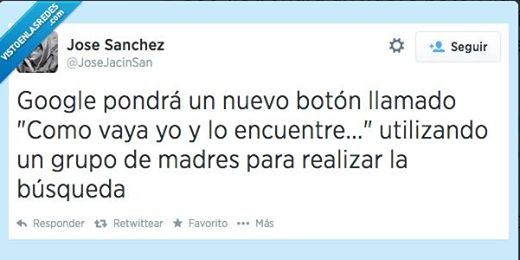 VISTOENLASREDES
.com
Jose Sanchez
@JoseJacinSan
Seguir
Google pondrá un nuevo botón llamado
"Como vaya yo y lo encuentre..." utilizando
un grupo de madres para realizar la
búsqueda
Responder Retwittear Favorito Más